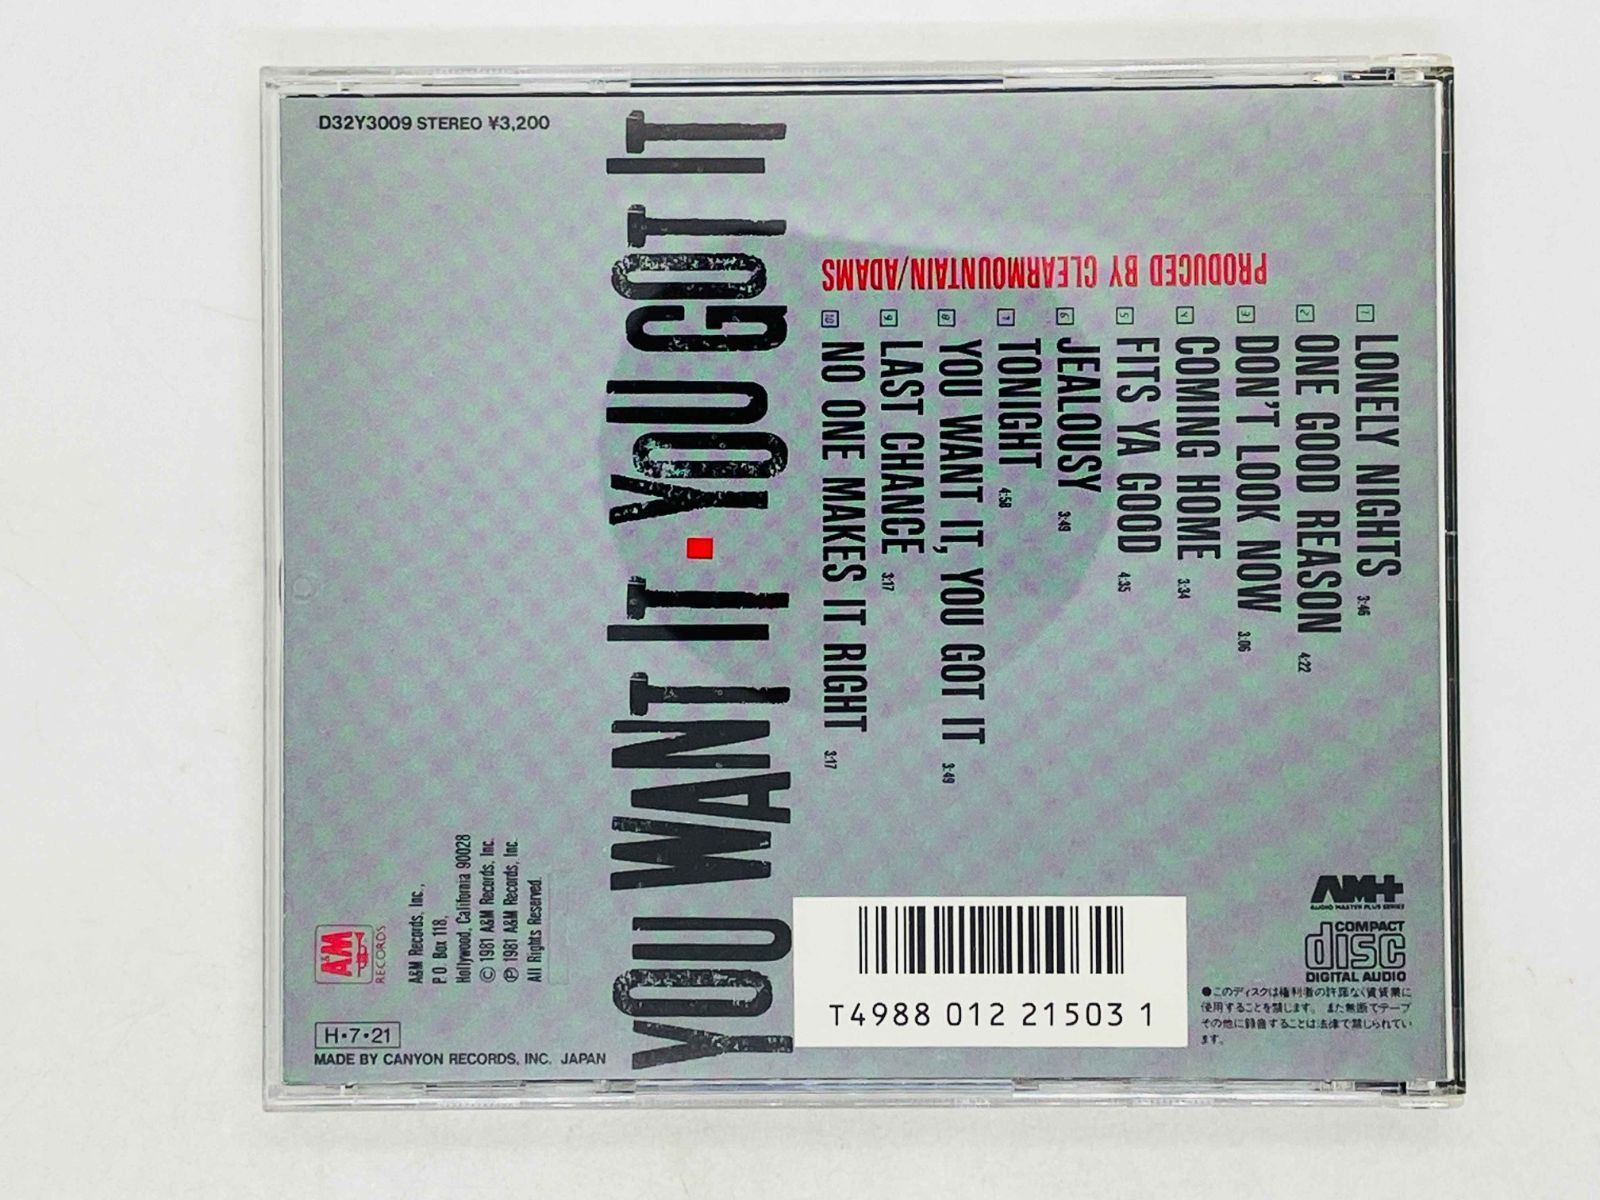 D32Y3009 STEREO ¥3,200
YOU WANT IT ▪ YOU GOT IT
PRODUCED BY CLEARMOUNTAIN/ADAMS
1 LONELY NIGHTS 3:46
2 ONE GOOD REASON 4:22
3 DON'T LOOK NOW 3:06
4 COMING HOME 3:34
5 FITS YA GOOD 4:35
6 JEALOUSY 3:49
7 TONIGHT 4:58
8 YOU WANT IT, YOU GOT IT 3:49
9 LAST CHANCE 3:17
10 NO ONE MAKES IT RIGHT 3:17
A&M
RECORDS
A&M Records, Inc.,
P.O. Box 118,
Hollywood, California 90028
© 1981 A&M Records, Inc.
℗ 1981 A&M Records, Inc.
All Rights Reserved.
H・7・21
MADE BY CANYON RECORDS, INC. JAPAN
T4988 012 21503 1
AM+
AUDIO MASTER PLUS SERIES
COMPACT
disc
DIGITAL AUDIO
●このディスクは権利者の許諾なく賃貸業に
使用することを禁じます。また無断でテープ
その他に録音することは法律で禁じられてい
ます。